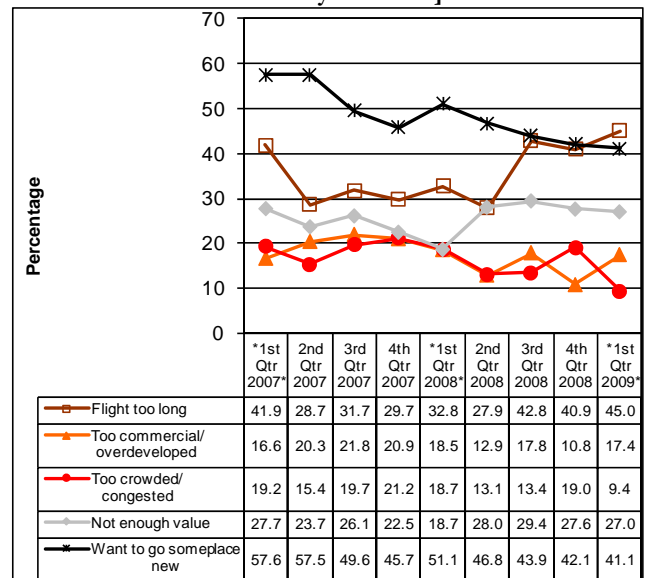 70
60
50
40
30
20
10
0
Percentage
*1st Qtr 2007* 2nd Qtr 2007 3rd Qtr 2007 4th Qtr 2007 *1st Qtr 2008* 2nd Qtr 2008 3rd Qtr 2008 4th Qtr 2008 *1st Qtr 2009*
Flight too long 41.9 28.7 31.7 29.7 32.8 27.9 42.8 40.9 45.0
Too commercial/ overdeveloped 16.6 20.3 21.8 20.9 18.5 12.9 17.8 10.8 17.4
Too crowded/ congested 19.2 15.4 19.7 21.2 18.7 13.1 13.4 19.0 9.4
Not enough value 27.7 23.7 26.1 22.5 18.7 28.0 29.4 27.6 27.0
Want to go someplace new 57.6 57.5 49.6 45.7 51.1 46.8 43.9 42.1 41.1